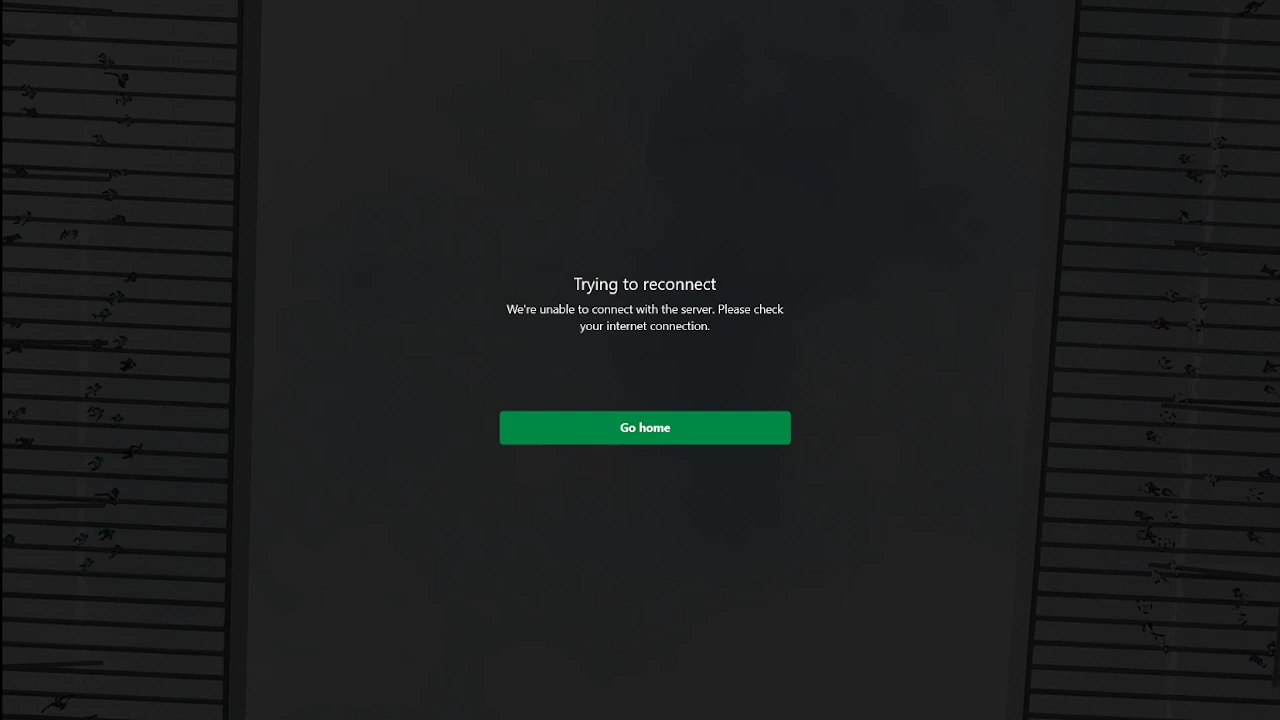 Trying to reconnect
We're unable to connect with the server. Please check
your internet connection.
Go home